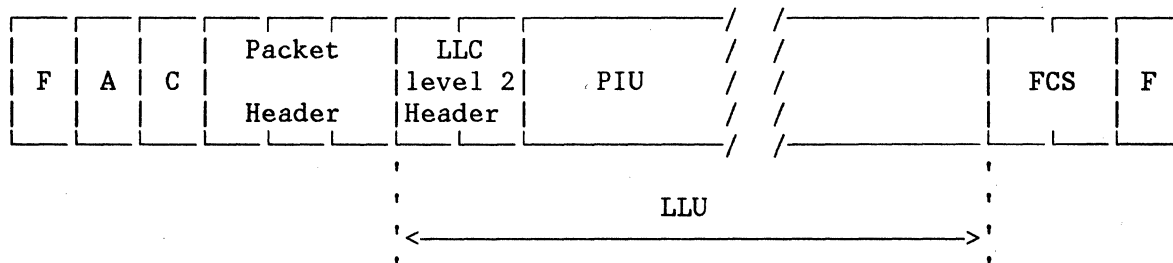 Packet LLC
F A C level 2 PIU FCS F
Header Header
LLU